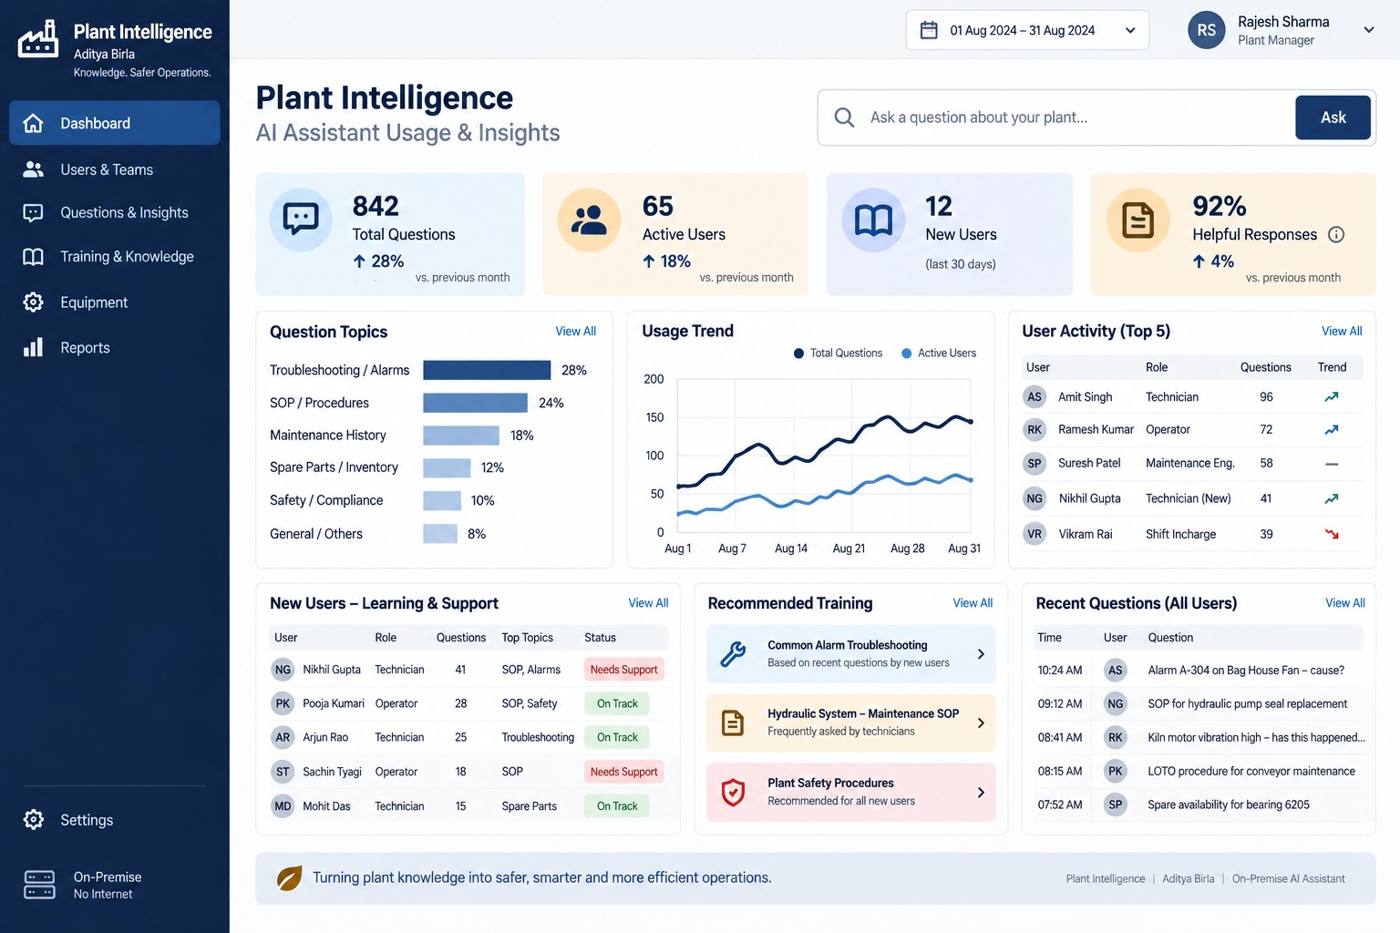 Plant Intelligence
Aditya Birla
Knowledge. Safer Operations.
Dashboard
Users & Teams
Questions & Insights
Training & Knowledge
Equipment
Reports
Settings
On-Premise
No Internet
01 Aug 2024 – 31 Aug 2024
RS
Rajesh Sharma
Plant Manager
Plant Intelligence
AI Assistant Usage & Insights
Ask a question about your plant...
Ask
842
Total Questions
↑ 28%
vs. previous month
65
Active Users
↑ 18%
vs. previous month
12
New Users
(last 30 days)
92%
Helpful Responses
↑ 4%
vs. previous month
Question Topics View All
Troubleshooting / Alarms 28%
SOP / Procedures 24%
Maintenance History 18%
Spare Parts / Inventory 12%
Safety / Compliance 10%
General / Others 8%
Usage Trend
Total Questions Active Users
200
150
100
50
0
Aug 1 Aug 7 Aug 14 Aug 21 Aug 28 Aug 31
User Activity (Top 5) View All
User Role Questions Trend
AS Amit Singh Technician 96
RK Ramesh Kumar Operator 72
SP Suresh Patel Maintenance Eng. 58
NG Nikhil Gupta Technician (New) 41
VR Vikram Rai Shift Incharge 39
New Users – Learning & Support View All
User Role Questions Top Topics Status
NG Nikhil Gupta Technician 41 SOP, Alarms Needs Support
PK Pooja Kumari Operator 28 SOP, Safety On Track
AR Arjun Rao Technician 25 Troubleshooting On Track
ST Sachin Tyagi Operator 18 SOP Needs Support
MD Mohit Das Technician 15 Spare Parts On Track
Recommended Training View All
Common Alarm Troubleshooting
Based on recent questions by new users
Hydraulic System – Maintenance SOP
Frequently asked by technicians
Plant Safety Procedures
Recommended for all new users
Recent Questions (All Users) View All
Time User Question
10:24 AM AS Alarm A-304 on Bag House Fan – cause?
09:12 AM NG SOP for hydraulic pump seal replacement
08:41 AM RK Kiln motor vibration high – has this happened...
08:15 AM PK LOTO procedure for conveyor maintenance
07:52 AM SP Spare availability for bearing 6205
Turning plant knowledge into safer, smarter and more efficient operations.
Plant Intelligence | Aditya Birla | On-Premise AI Assistant